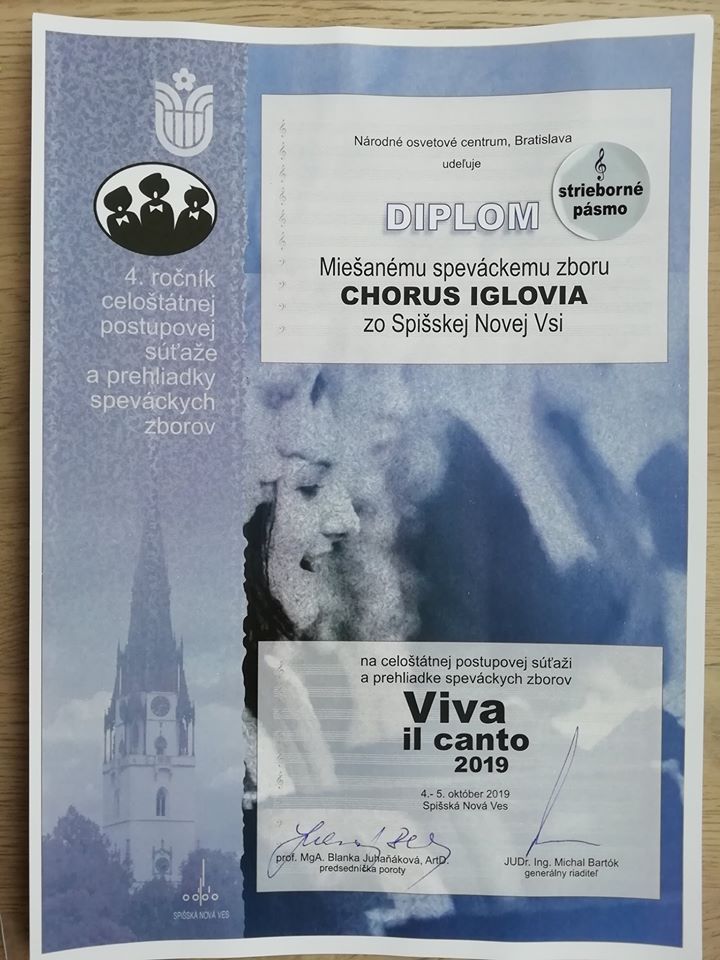 Národné osvetové centrum, Bratislava
udeľuje
DIPLOM
strieborné
pásmo
Miešanému speváckemu zboru
CHORUS IGLOVIA
zo Spišskej Novej Vsi
4. ročník
celoštátnej
postupovej
súťaže
a prehliadky
speváckych
zborov
na celoštátnej postupovej súťaži
a prehliadke speváckych zborov
Viva
il canto
2019
4.- 5. október 2019
Spišská Nová Ves
prof. MgA. Blanka Juhaňáková, ArtD.
predsedníčka poroty
JUDr. Ing. Michal Bartók
generálny riaditeľ
SPIŠSKÁ NOVÁ VES